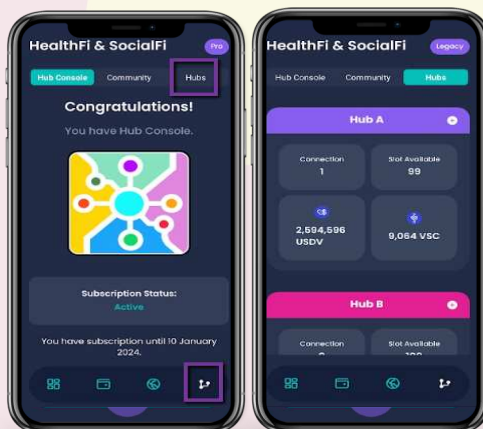 HealthFi & SocialFi
Pro
Hub Console
Community
Hubs
Congratulations!
You have Hub Console.
Subscription Status:
Active
You have subscription until 10 January
2024.
HealthFi & SocialFi
Legacy
Hub Console
Community
Hubs
Hub A
Connection
1
Slot Available
99
2,594,596
USDV
9,064 VSC
Hub B
Connection
Slot Available